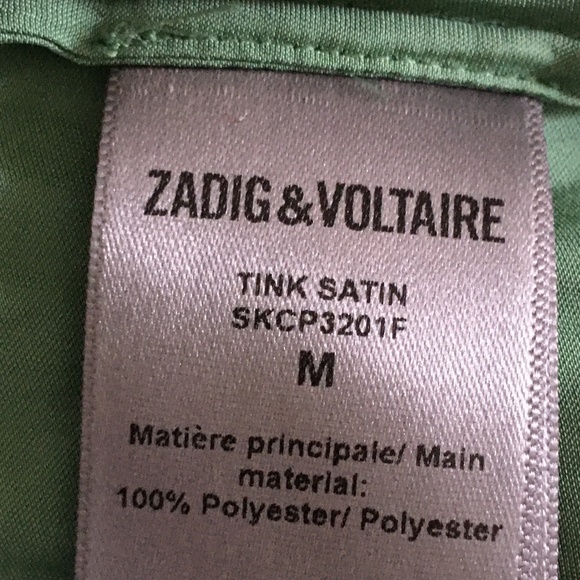 ZADIG&VOLTAIRE
TINK SATIN
SKCP3201F
M
Matière principale/ Main
material:
100% Polyester/ Polyester